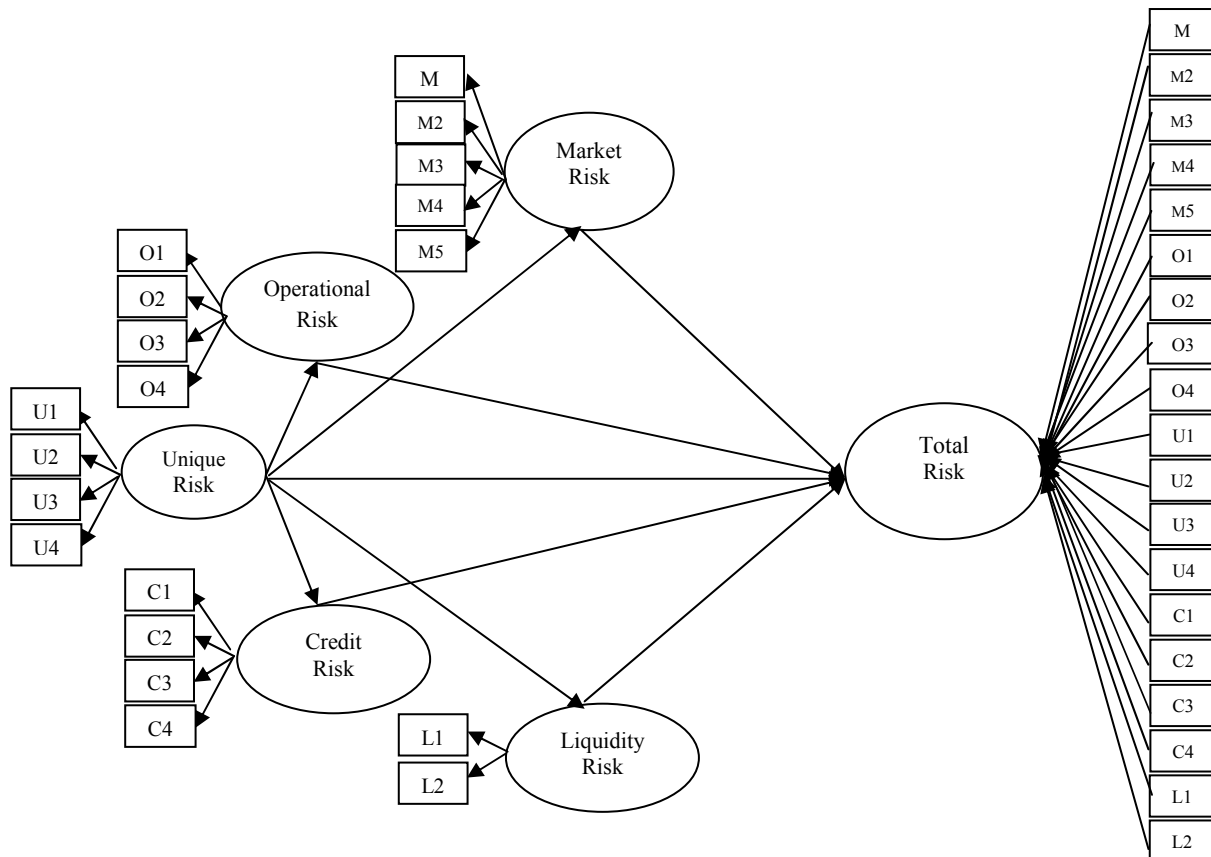 M
M2
M3
M4
M5
Market
Risk
O1
O2
O3
O4
Operational
Risk
U1
U2
U3
U4
Unique
Risk
C1
C2
C3
C4
Credit
Risk
L1
L2
Liquidity
Risk
Total
Risk
M
M2
M3
M4
M5
O1
O2
O3
O4
U1
U2
U3
U4
C1
C2
C3
C4
L1
L2